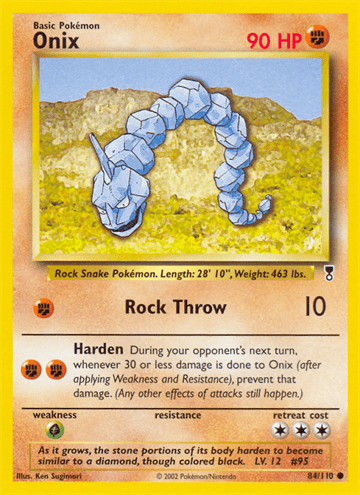 Basic Pokémon
Onix 90 HP
Rock Snake Pokémon. Length: 28' 10", Weight: 463 lbs.
Rock Throw 10
Harden During your opponent's next turn,
whenever 30 or less damage is done to Onix (after
applying Weakness and Resistance), prevent that
damage. (Any other effects of attacks still happen.)
weakness resistance retreat cost
As it grows, the stone portions of its body harden to become
similar to a diamond, though colored black. LV. 12 #95
Illus. Ken Sugimori ©2002 Pokémon/Nintendo 84/110